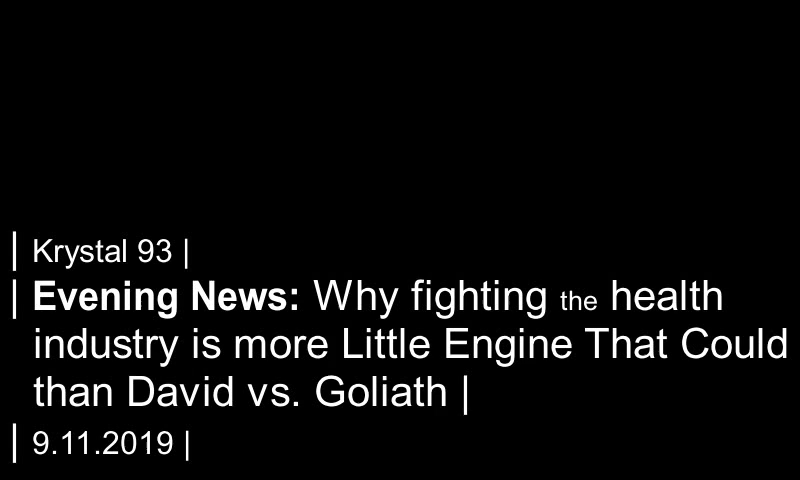 | Krystal 93 |
| Evening News: Why fighting the health
industry is more Little Engine That Could
than David vs. Goliath |
| 9.11.2019 |